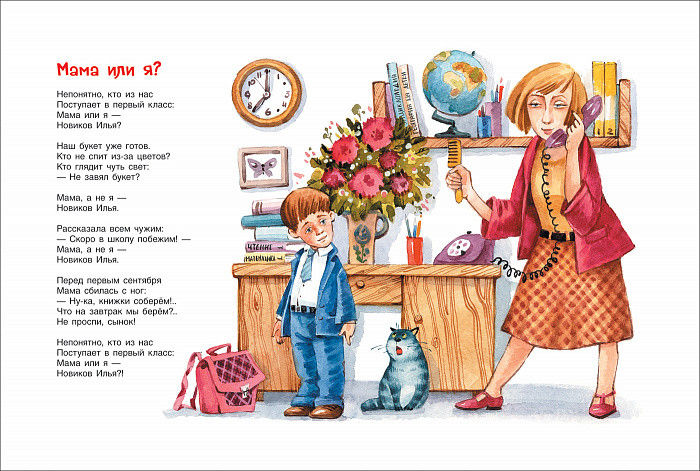 Мама или я?
Непонятно, кто из нас
Поступает в первый класс:
Мама или я —
Новиков Илья?
Наш букет уже готов.
Кто не спит из-за цветов?
Кто глядит чуть свет:
— Не завял букет?
Мама, а не я —
Новиков Илья.
Рассказала всем чужим:
— Скоро в школу побежим! —
Мама, а не я —
Новиков Илья.
Перед первым сентября
Мама сбилась с ног:
— Ну-ка, книжки соберём!..
Что на завтрак мы берём?..
Не проспи, сынок!
Непонятно, кто из нас
Поступает в первый класс:
Мама или я —
Новиков Илья?!
ЧТЕНИЕ
МАТЕМАТИКА
1 2